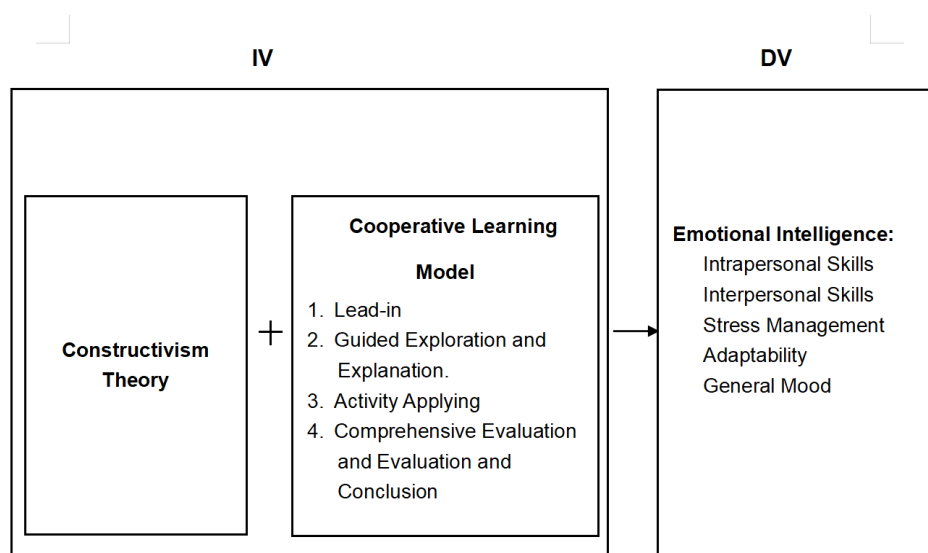 IV
DV
Constructivism
Theory
+
Cooperative Learning
Model
1. Lead-in
2. Guided Exploration and
Explanation.
3. Activity Applying
4. Comprehensive Evaluation
and Evaluation and
Conclusion
Emotional Intelligence:
Intrapersonal Skills
Interpersonal Skills
Stress Management
Adaptability
General Mood